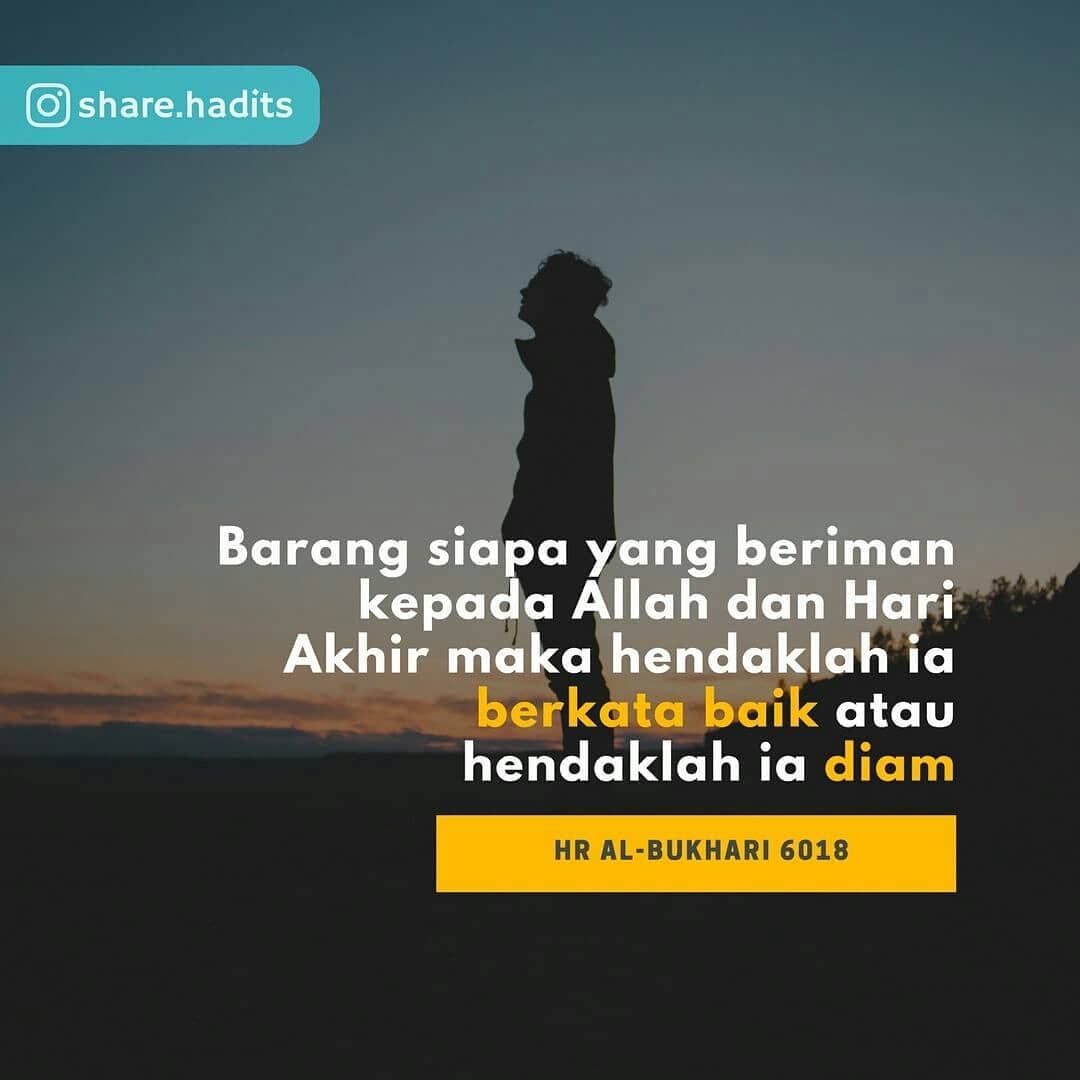 share.hadits
Barang siapa yang beriman
kepada Allah dan Hari
Akhir maka hendaklah ia
berkata baik atau
hendaklah ia diam
HR AL-BUKHARI 6018